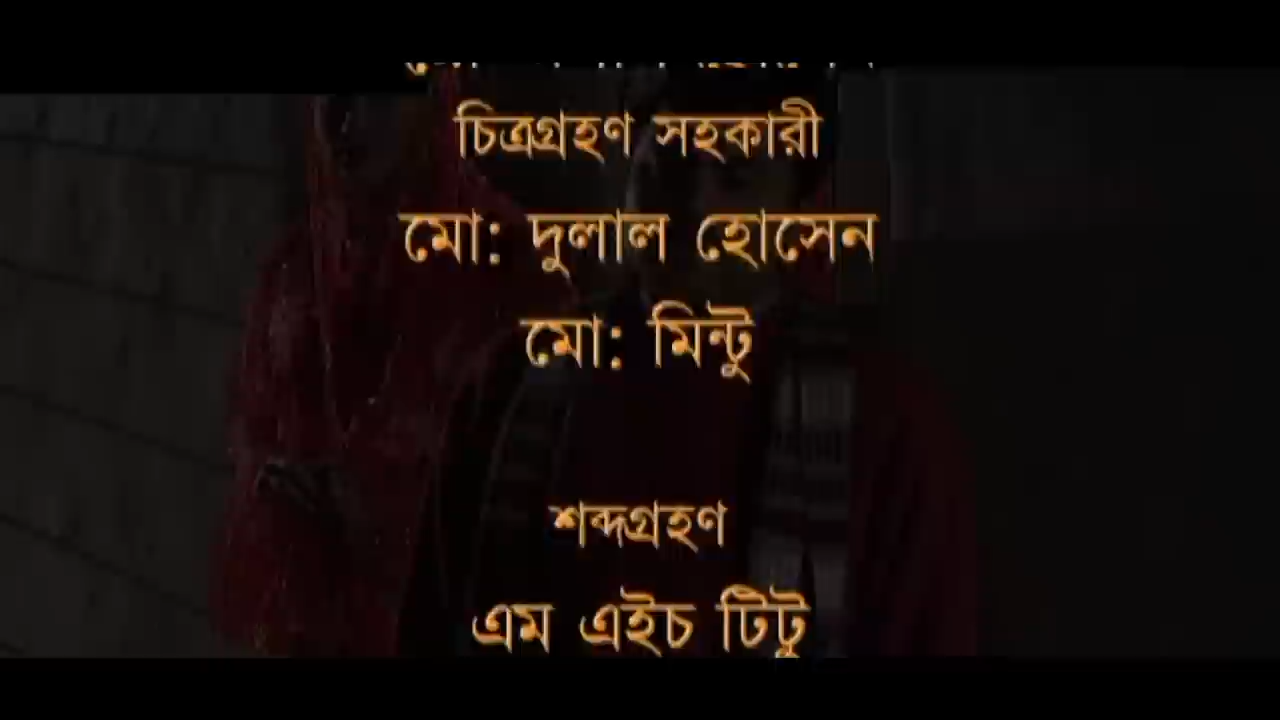 চিত্রগ্রহণ সহকারী
মো: দুলাল হোসেন
মো: মিন্টু
শব্দগ্রহণ
এম এইচ টিটু